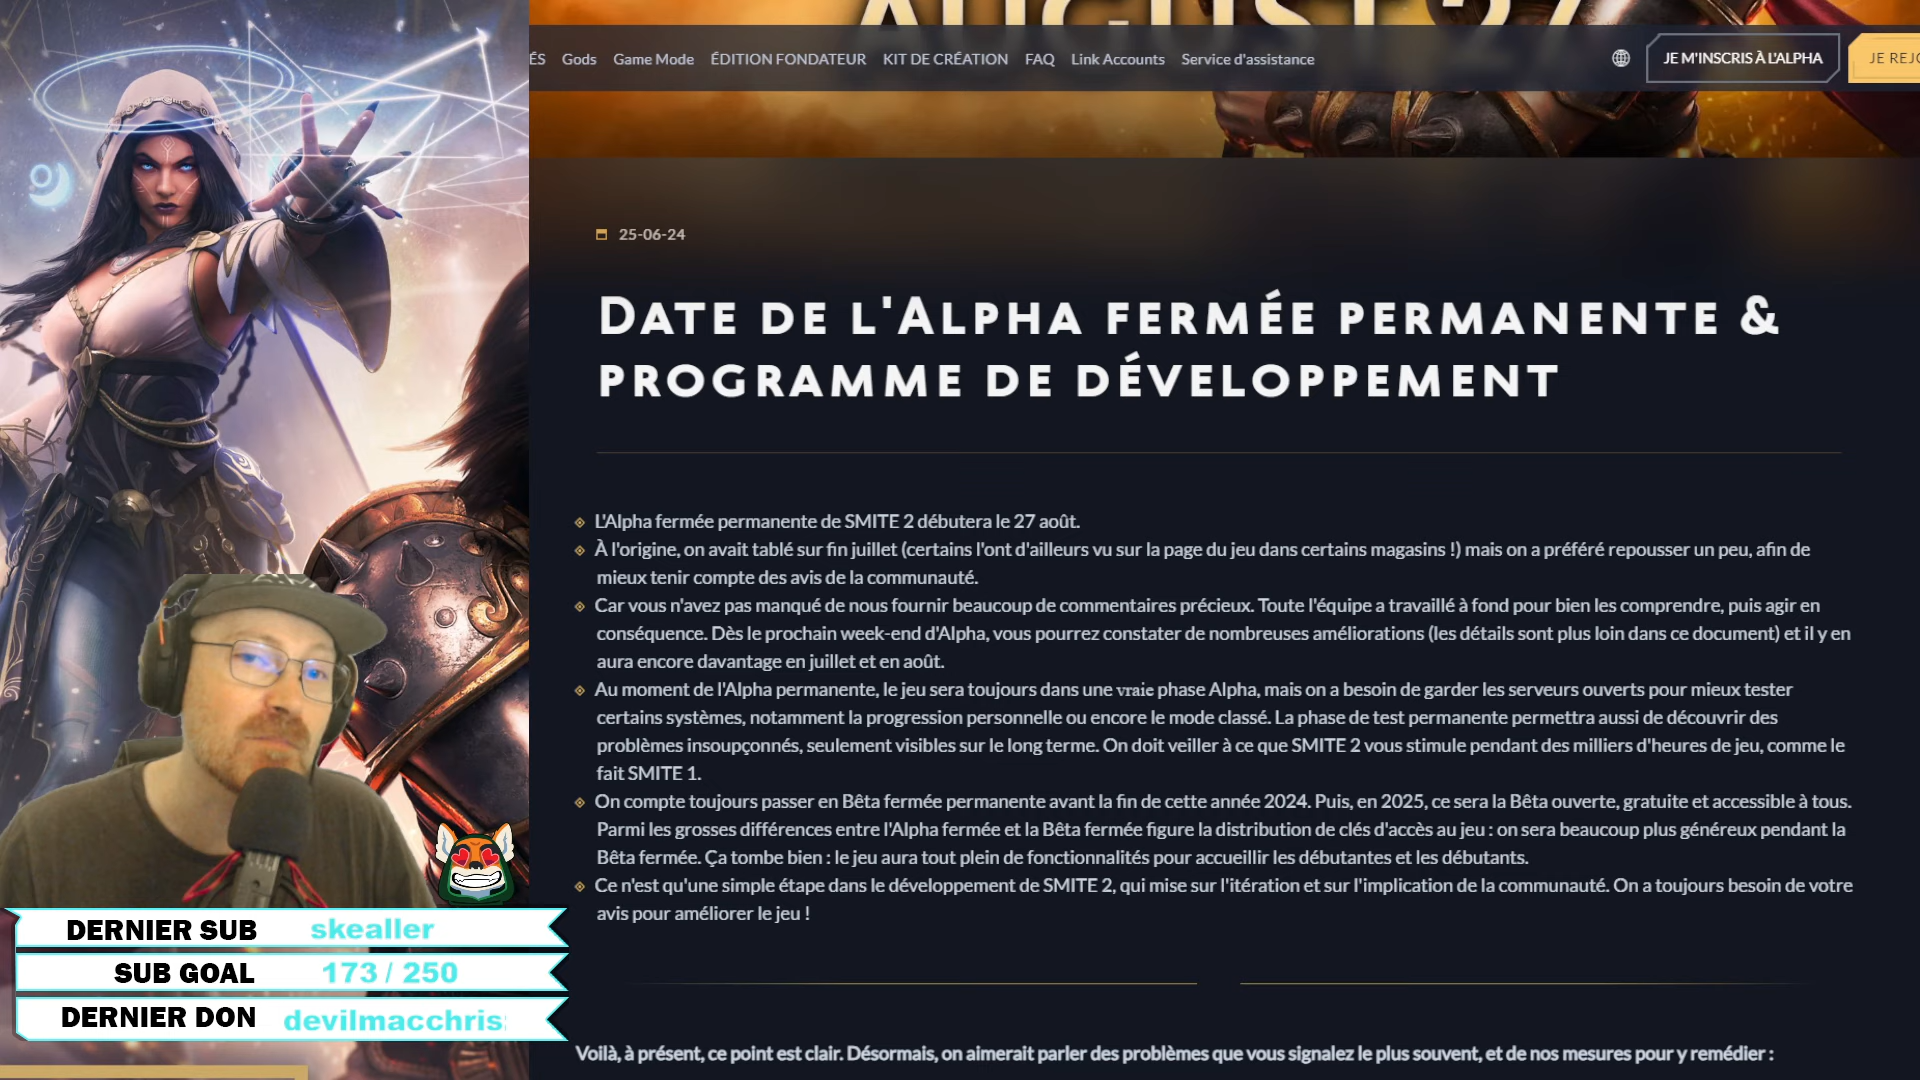 AUGUST 27
ÉS Gods Game Mode ÉDITION FONDATEUR KIT DE CRÉATION FAQ Link Accounts Service d'assistance
JE M'INSCRIS À L'ALPHA
JE REJO
25-06-24
DATE DE L'ALPHA FERMÉE PERMANENTE &
PROGRAMME DE DÉVELOPPEMENT
L'Alpha fermée permanente de SMITE 2 débutera le 27 août.
À l'origine, on avait tablé sur fin juillet (certains l'ont d'ailleurs vu sur la page du jeu dans certains magasins !) mais on a préféré repousser un peu, afin de
mieux tenir compte des avis de la communauté.
Car vous n'avez pas manqué de nous fournir beaucoup de commentaires précieux. Toute l'équipe a travaillé à fond pour bien les comprendre, puis agir en
conséquence. Dès le prochain week-end d'Alpha, vous pourrez constater de nombreuses améliorations (les détails sont plus loin dans ce document) et il y en
aura encore davantage en juillet et en août.
Au moment de l'Alpha permanente, le jeu sera toujours dans une vraie phase Alpha, mais on a besoin de garder les serveurs ouverts pour mieux tester
certains systèmes, notamment la progression personnelle ou encore le mode classé. La phase de test permanente permettra aussi de découvrir des
problèmes insoupçonnés, seulement visibles sur le long terme. On doit veiller à ce que SMITE 2 vous stimule pendant des milliers d'heures de jeu, comme le
fait SMITE 1.
On compte toujours passer en Bêta fermée permanente avant la fin de cette année 2024. Puis, en 2025, ce sera la Bêta ouverte, gratuite et accessible à tous.
Parmi les grosses différences entre l'Alpha fermée et la Bêta fermée figure la distribution de clés d'accès au jeu : on sera beaucoup plus généreux pendant la
Bêta fermée. Ça tombe bien : le jeu aura tout plein de fonctionnalités pour accueillir les débutantes et les débutants.
Ce n'est qu'une simple étape dans le développement de SMITE 2, qui mise sur l'itération et sur l'implication de la communauté. On a toujours besoin de votre
avis pour améliorer le jeu !
Voilà, à présent, ce point est clair. Désormais, on aimerait parler des problèmes que vous signalez le plus souvent, et de nos mesures pour y remédier :
DERNIER SUB skealler
SUB GOAL 173 / 250
DERNIER DON devilmacchris